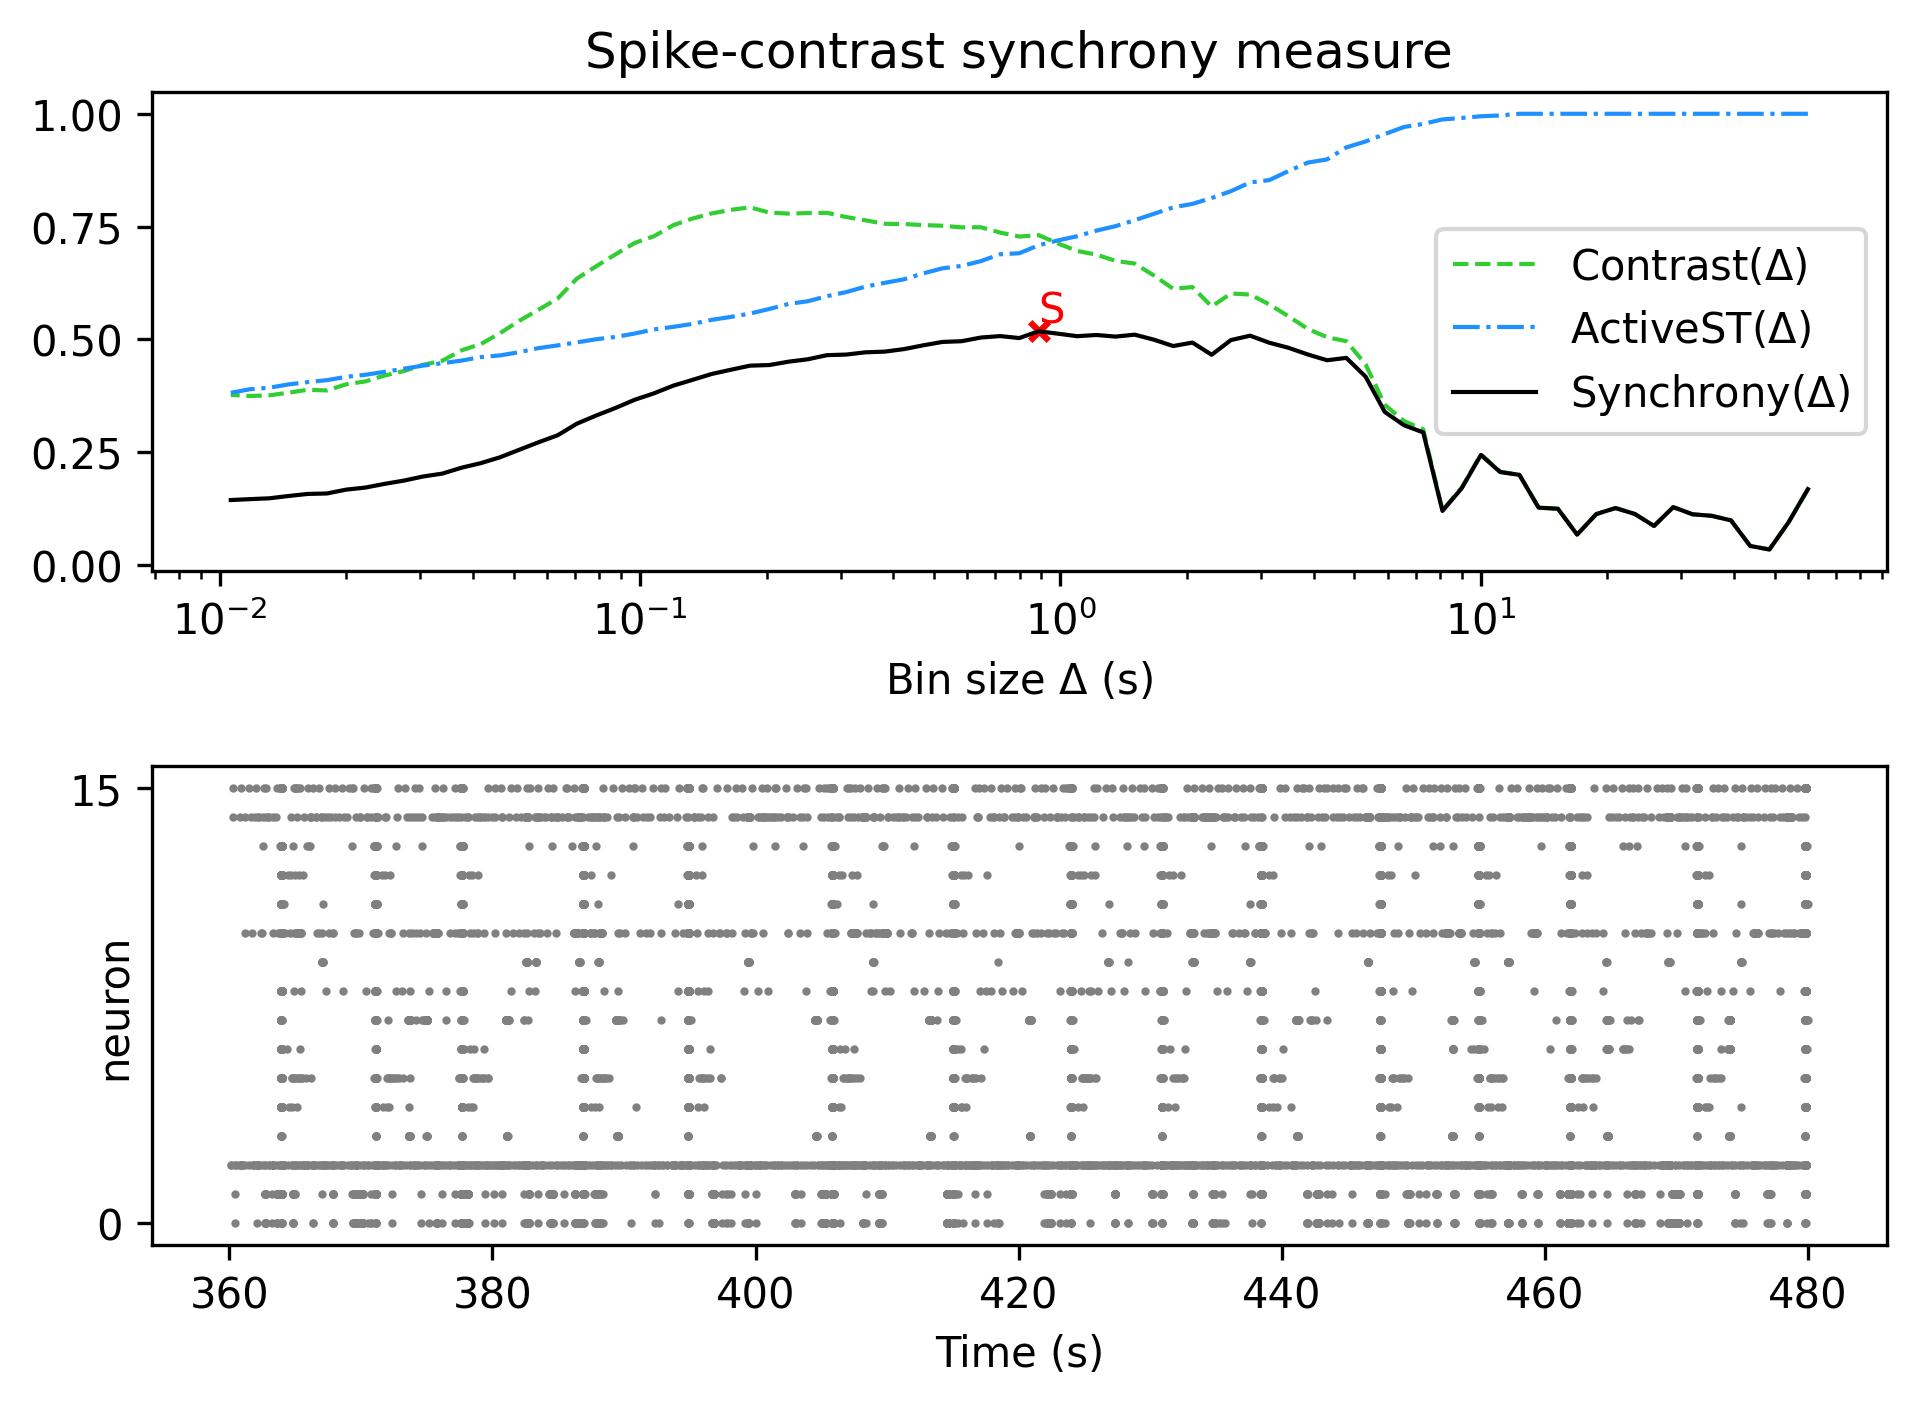 Spike-contrast synchrony measure
1.00
0.75
0.50
0.25
0.00
S
Contrast(Δ)
ActiveST(Δ)
Synchrony(Δ)
10⁻² 10⁻¹ 10⁰ 10¹
Bin size Δ (s)
15
neuron
0
360 380 400 420 440 460 480
Time (s)